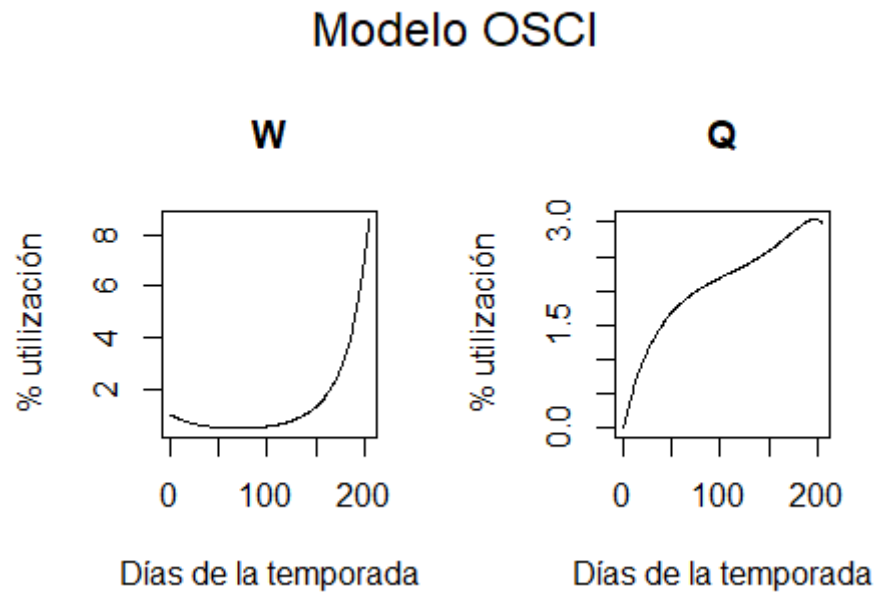 Modelo OSCI
W
% utilización
8
6
4
2
0 100 200
Días de la temporada
Q
% utilización
3.0
1.5
0.0
0 100 200
Días de la temporada